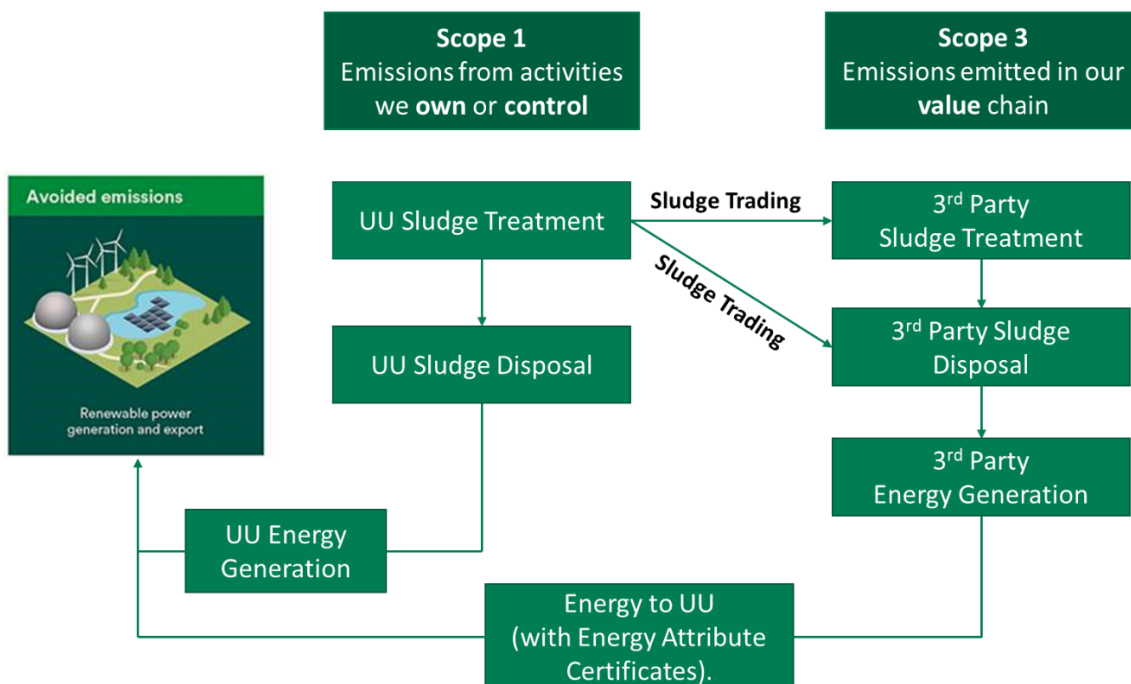 Scope 1
Emissions from activities
we own or control
Scope 3
Emissions emitted in our
value chain
Avoided emissions
Renewable power
generation and export
UU Sludge Treatment
Sludge Trading
3rd Party
Sludge Treatment
Sludge Trading
UU Sludge Disposal
3rd Party Sludge
Disposal
3rd Party
Energy Generation
UU Energy
Generation
Energy to UU
(with Energy Attribute
Certificates).